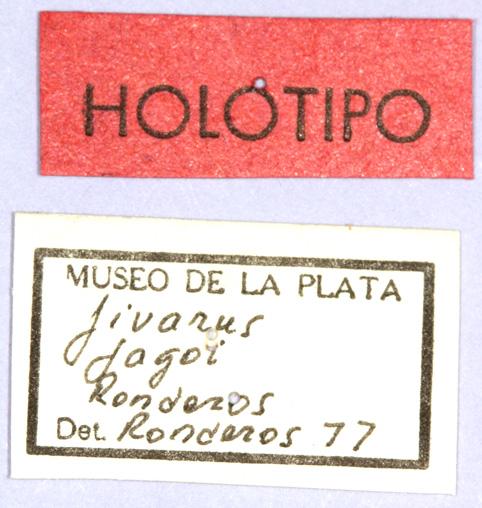 HOLOTIPO
MUSEO DE LA PLATA
Jivarus
jagoi
Ronderos
Det. Ronderos 77